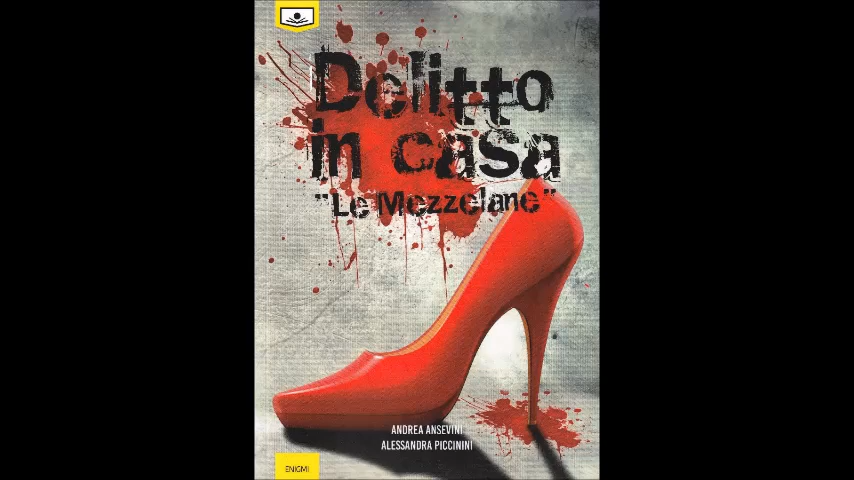 Delitto
in casa
"Le Mezzelane"
ANDREA ANSEVINI
ALESSANDRA PICCININI
ENIGMI